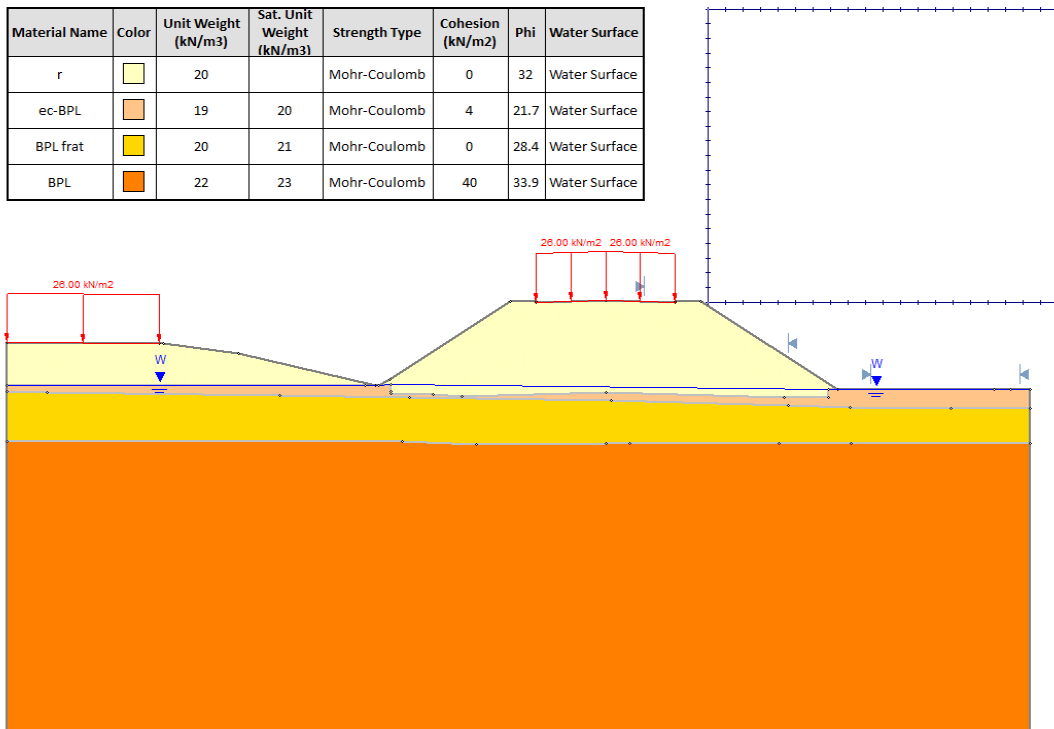 Material Name Color Unit Weight (kN/m3) Sat. Unit Weight (kN/m3) Strength Type Cohesion (kN/m2) Phi Water Surface
r 20 Mohr-Coulomb 0 32 Water Surface
ec-BPL 19 20 Mohr-Coulomb 4 21.7 Water Surface
BPL frat 20 21 Mohr-Coulomb 0 28.4 Water Surface
BPL 22 23 Mohr-Coulomb 40 33.9 Water Surface
26.00 kN/m2 26.00 kN/m2
26.00 kN/m2
W
W